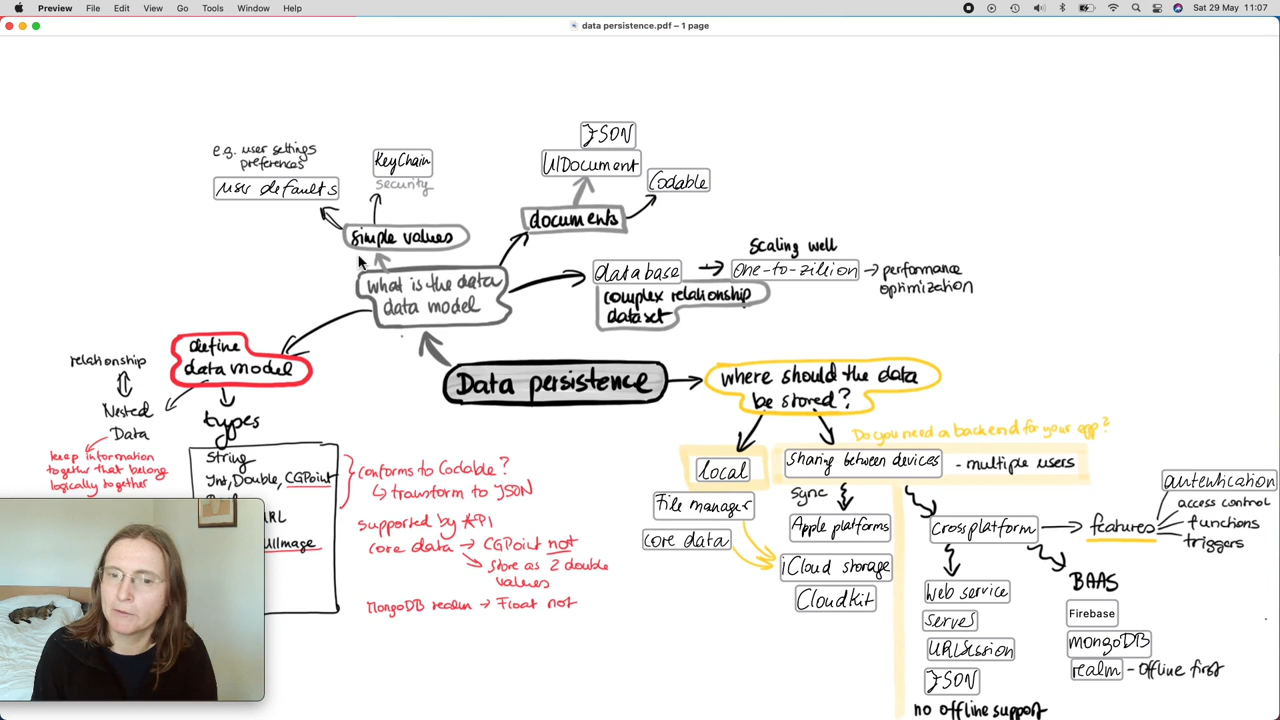 Preview File Edit View Go Tools Window Help
Sat 29 May 11:07
data persistence.pdf – 1 page
e.g. user settings
preferences
user defaults
KeyChain
security
simple values
JSON
UIDocument
Codable
documents
what is the data
data model
database
complex relationship
dataset
Scaling well
one-to-zillion
performance
optimization
define
data model
relationship
Nested
Data
keep information
together that belong
logically together
types
String
Int, Double, CGPoint
URL
UIImage
conforms to Codable?
transform to JSON
supported by API
core data → CGPoint not
store as 2 double
values
MongoDB realm → Float not
Data persistence
where should the data
be stored?
Do you need a backend for your app?
local
File manager
core data
Sharing between devices - multiple users
sync
Apple platforms
iCloud storage
Cloudkit
Crossplatform
features
autentication
access control
functions
triggers
Web service
Server
URLSession
JSON
no offline support
BAAS
Firebase
mongoDB
realm - offline first